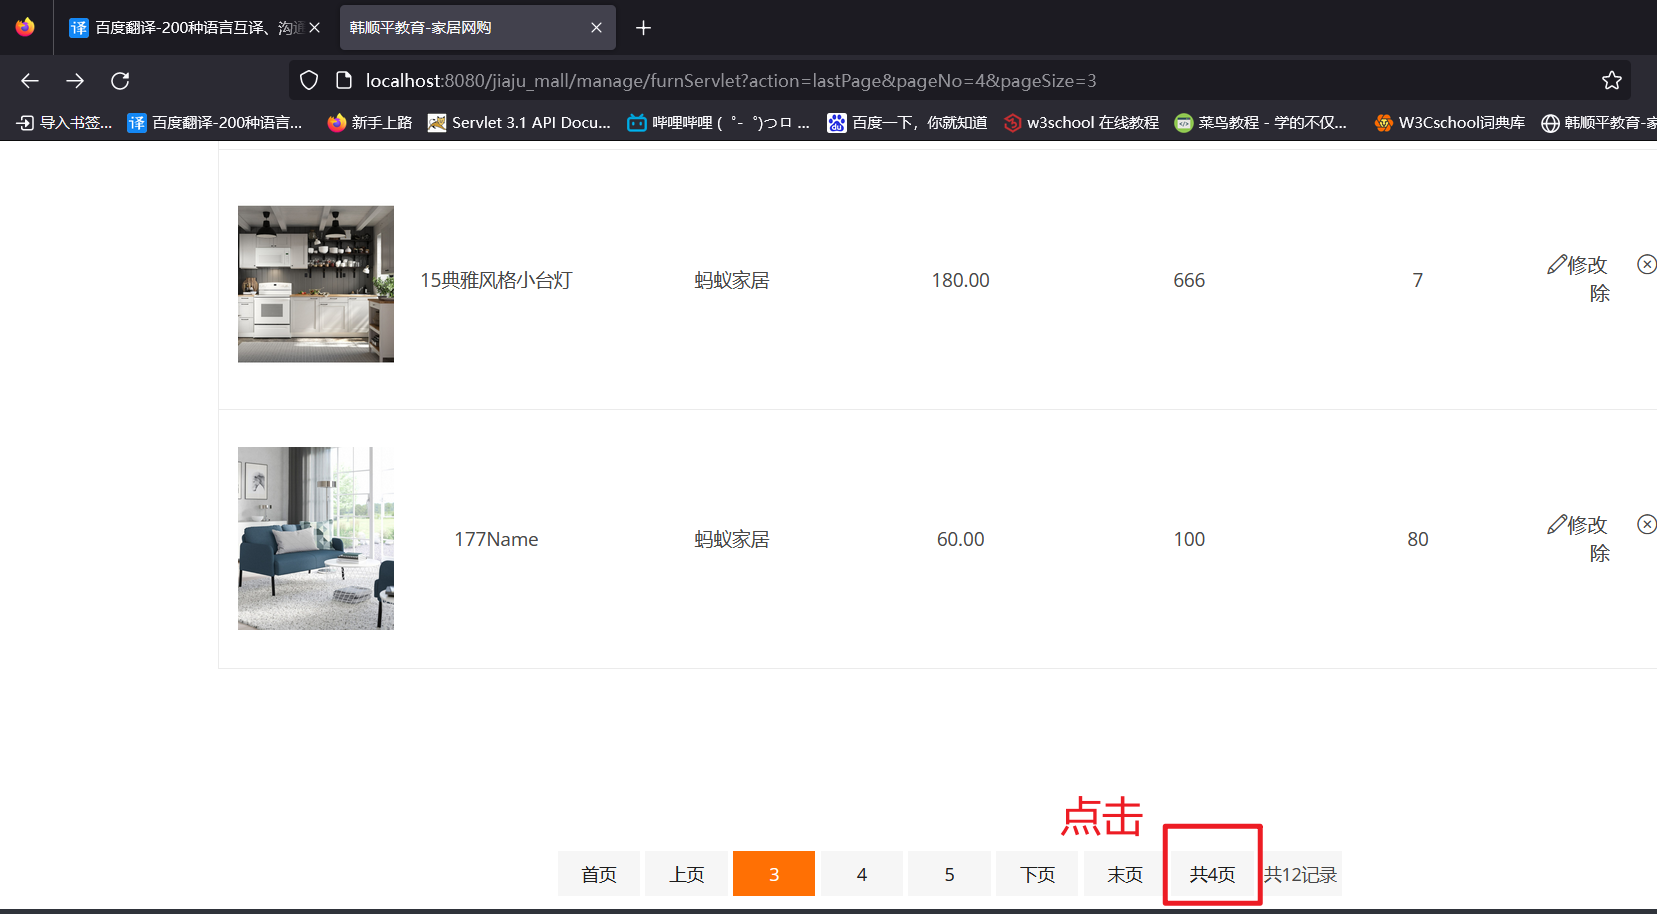 百度翻译-200种语言互译、沟通
韩顺平教育-家居网购
localhost:8080/jiaju_mall/manage/furnServlet?action=lastPage&pageNo=4&pageSize=3
导入书签... 译 百度翻译-200种语言... 新手上路 Servlet 3.1 API Docu... 哔哩哔哩 ( ゜- ゜)つロ ... 百度一下，你就知道 w3school 在线教程 菜鸟教程 - 学的不仅... W3Cschool词典库 韩顺平教育-家
15典雅风格小台灯 蚂蚁家居 180.00 666 7 修改
除
177Name 蚂蚁家居 60.00 100 80 修改
除
点击
首页 上页 3 4 5 下页 末页 共4页 共12记录